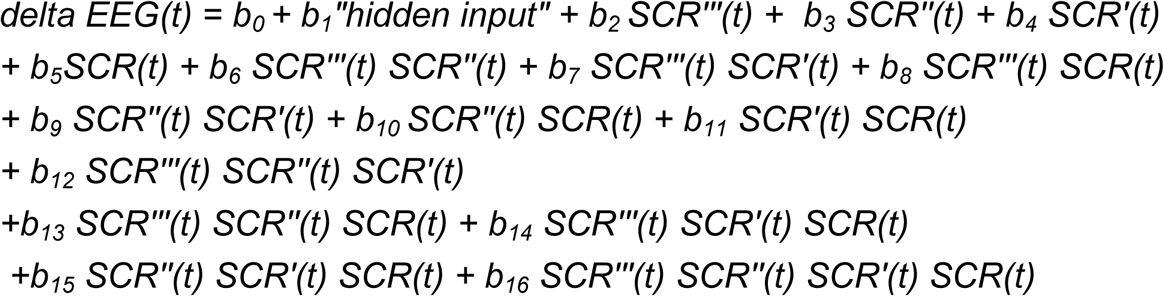 delta EEG(t) = b₀ + b₁"hidden input" + b₂ SCR'''(t) + b₃ SCR''(t) + b₄ SCR'(t)
+ b₅SCR(t) + b₆ SCR'''(t) SCR''(t) + b₇ SCR'''(t) SCR'(t) + b₈ SCR'''(t) SCR(t)
+ b₉ SCR''(t) SCR'(t) + b₁₀ SCR''(t) SCR(t) + b₁₁ SCR'(t) SCR(t)
+ b₁₂ SCR'''(t) SCR''(t) SCR'(t)
+b₁₃ SCR'''(t) SCR''(t) SCR(t) + b₁₄ SCR'''(t) SCR'(t) SCR(t)
+b₁₅ SCR''(t) SCR'(t) SCR(t) + b₁₆ SCR'''(t) SCR''(t) SCR'(t) SCR(t)